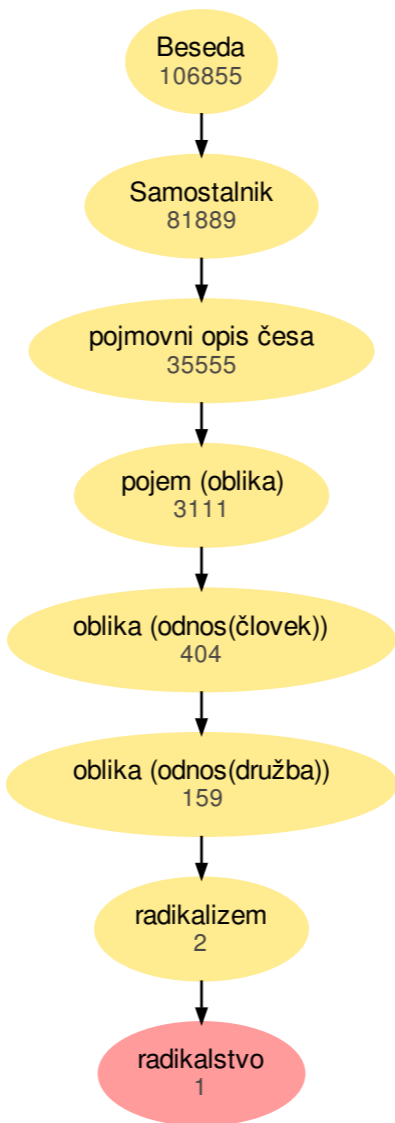 Beseda
106855
Samostalnik
81889
pojmovni opis česa
35555
pojem (oblika)
3111
oblika (odnos(človek))
404
oblika (odnos(družba))
159
radikalizem
2
radikalstvo
1